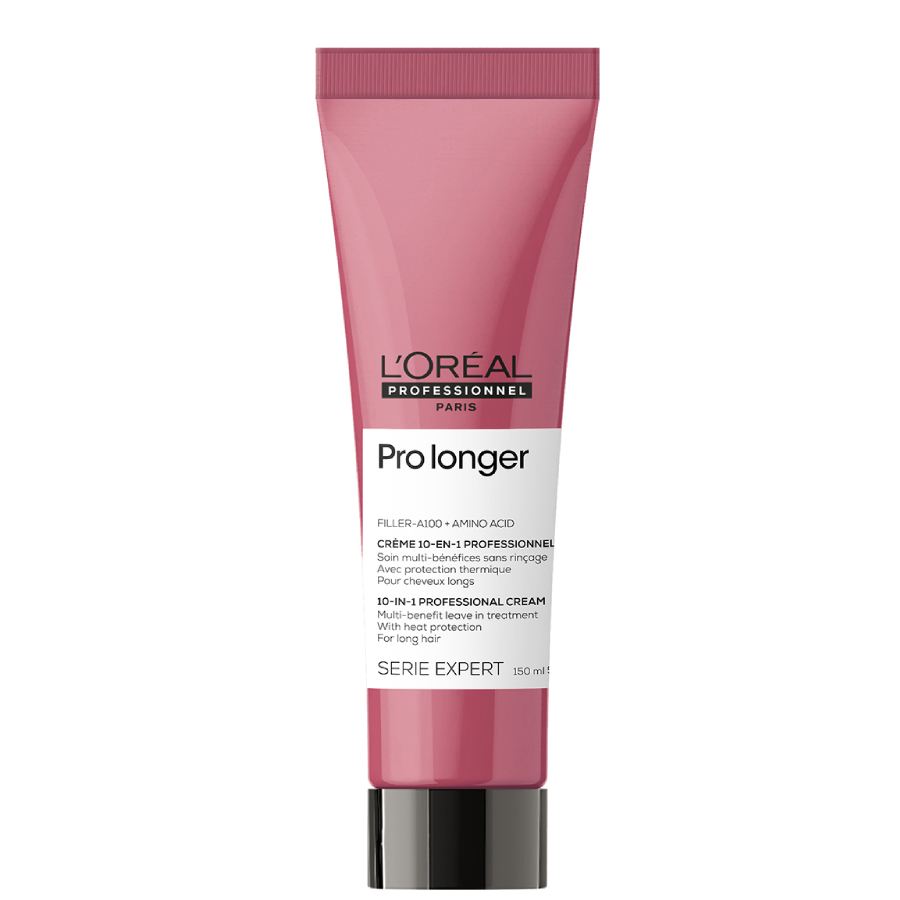 L'ORÉAL
PROFESSIONNEL
PARIS
Pro longer
FILLER-A100 + AMINO ACID
CRÈME 10-EN-1 PROFESSIONNEL
Soin multi-bénéfices sans rinçage
Avec protection thermique
Pour cheveux longs
10-IN-1 PROFESSIONAL CREAM
Multi-benefit leave in treatment
With heat protection
For long hair
SERIE EXPERT 150 ml